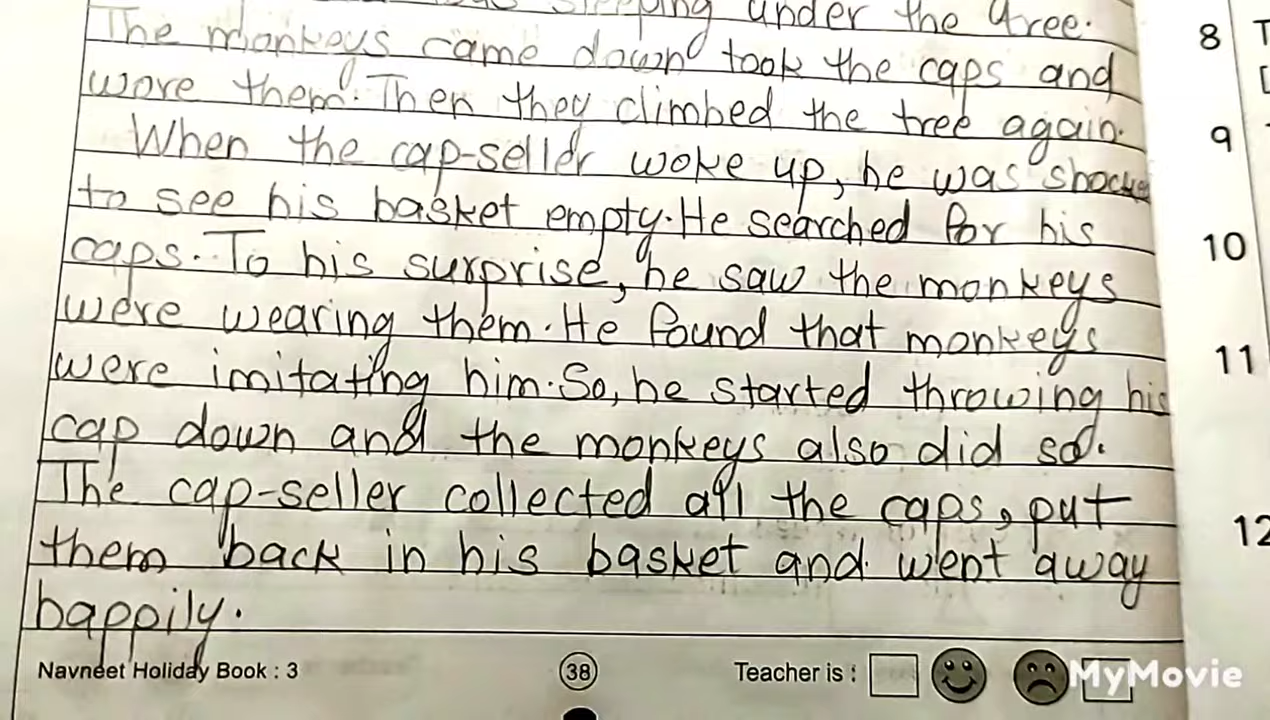 sleeping under the tree.
The monkeys came down took the caps and
wore them. Then they climbed the tree again.
When the cap-seller woke up, he was shocked
to see his basket empty. He searched for his
caps. To his surprise, he saw the monkeys
were wearing them. He found that monkeys
were imitating him. So, he started throwing his
cap down and the monkeys also did so.
The cap-seller collected all the caps, put
them back in his basket and went away
happily.
Navneet Holiday Book : 3
38
Teacher is :
MyMovie
8
9
10
11
12